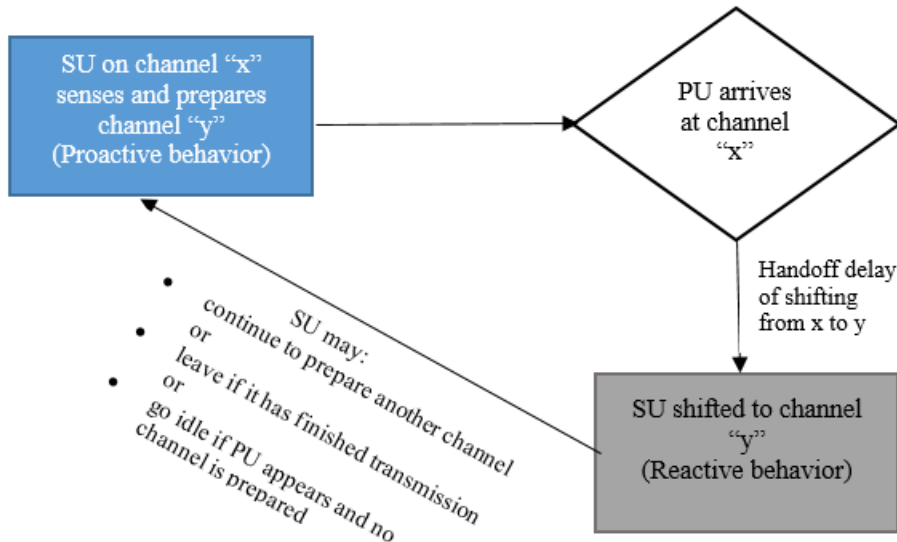 SU on channel “x”
senses and prepares
channel “y”
(Proactive behavior)
PU arrives
at channel
“x”
Handoff delay
of shifting
from x to y
SU shifted to channel
“y”
(Reactive behavior)
SU may:
• continue to prepare another channel
or
• leave if it has finished transmission
or
• go idle if PU appears and no
channel is prepared